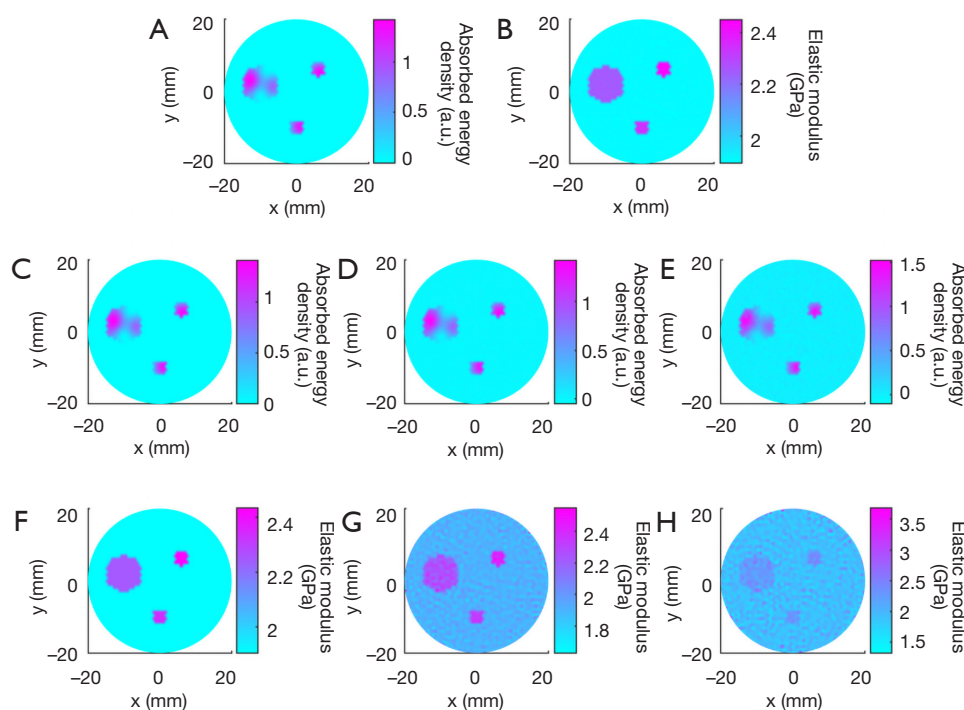 A
20
0
−20
y (mm)
−20 0 20
x (mm)
1
0.5
0
Absorbed energy
density (a.u.)
B
20
0
−20
y (mm)
−20 0 20
x (mm)
2.4
2.2
2
Elastic modulus
(GPa)
C
20
0
−20
y (mm)
−20 0 20
x (mm)
1
0.5
0
Absorbed energy
density (a.u.)
D
20
0
−20
y (mm)
−20 0 20
x (mm)
1
0.5
0
Absorbed energy
density (a.u.)
E
20
0
−20
y (mm)
−20 0 20
x (mm)
1.5
1
0.5
0
Absorbed energy
density (a.u.)
F
20
0
−20
y (mm)
−20 0 20
x (mm)
2.4
2.2
2
Elastic modulus
(GPa)
G
20
0
−20
y (mm)
−20 0 20
x (mm)
2.4
2.2
2
1.8
Elastic modulus
(GPa)
H
20
0
−20
y (mm)
−20 0 20
x (mm)
3.5
3
2.5
2
1.5
Elastic modulus
(GPa)